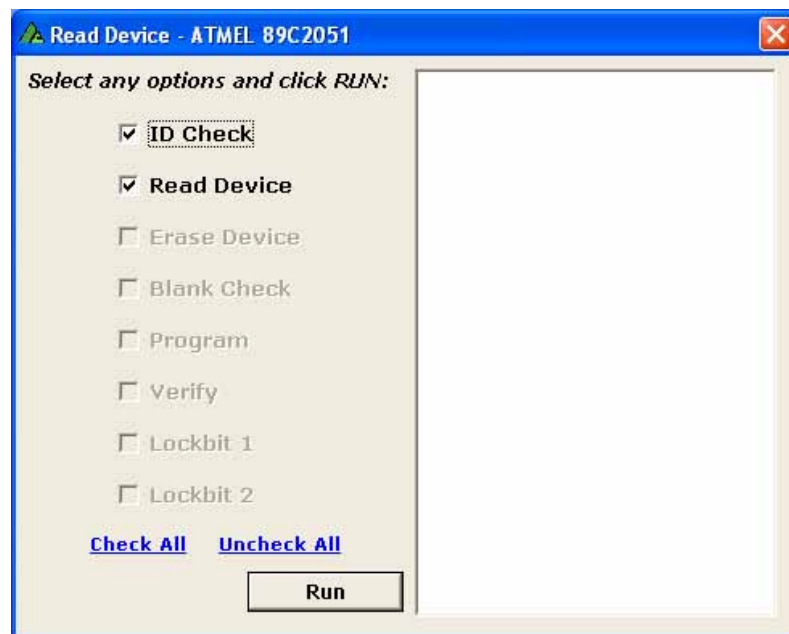 Read Device - ATMEL 89C2051
Select any options and click RUN:
ID Check
Read Device
Erase Device
Blank Check
Program
Verify
Lockbit 1
Lockbit 2
Check All Uncheck All
Run